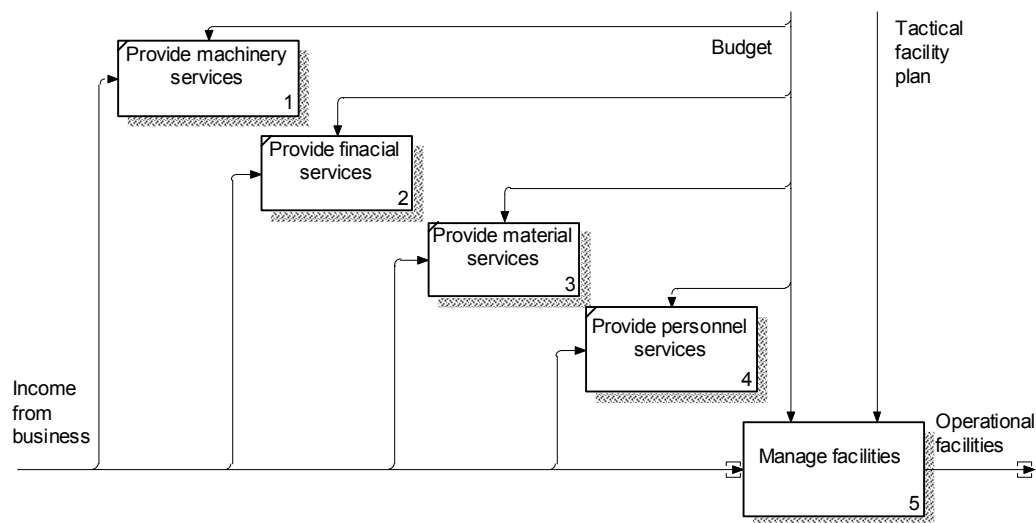 Provide machinery
services
1
Budget
Tactical
facility
plan
Provide finacial
services
2
Provide material
services
3
Provide personnel
services
4
Income
from
business
Manage facilities
5
Operational
facilities